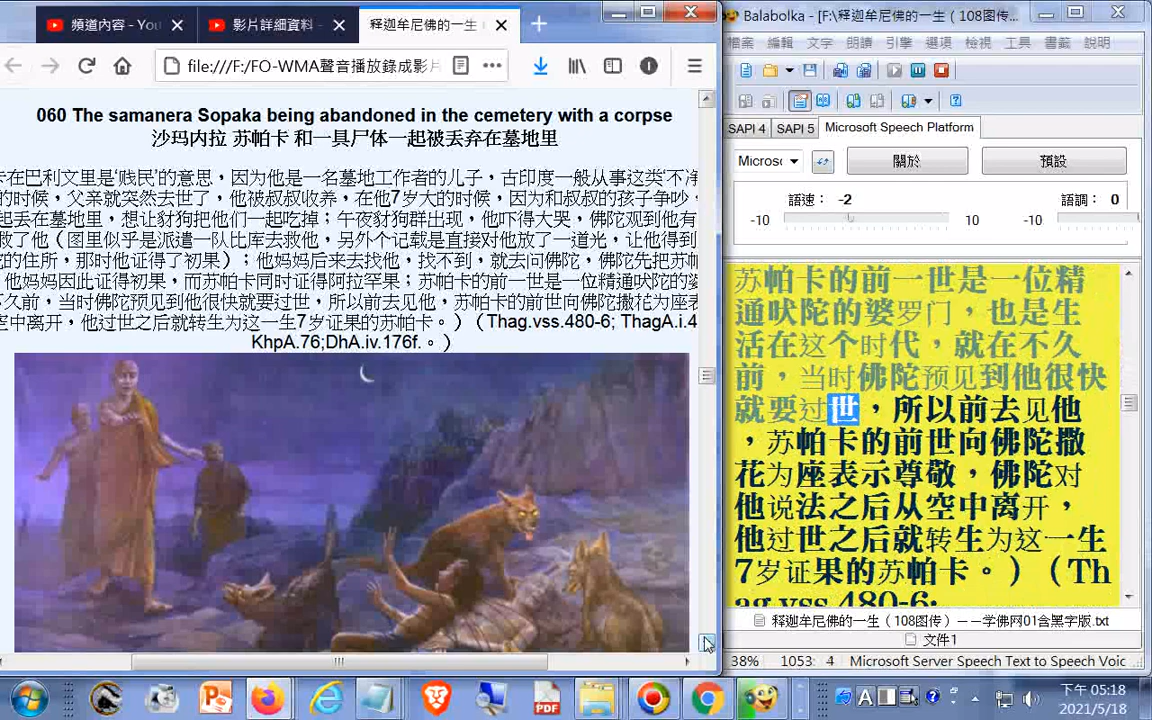 頻道內容 - You
影片詳細資料 -
释迦牟尼佛的一生
file:///F:/FO-WMA聲音播放錄成影片
060 The samanera Sopaka being abandoned in the cemetery with a corpse
沙玛内拉 苏帕卡 和一具尸体一起被丢弃在墓地里
卡在巴利文里是‘贱民’的意思，因为他是一名墓地工作者的儿子，古印度一般从事这类‘不净
的时候，父亲就突然去世了，他被叔叔收养，在他7岁大的时候，因为和叔叔的孩子争吵，
起丢在墓地里，想让豺狗把他们一起吃掉；午夜豺狗群出现，他吓得大哭，佛陀观到他有
救了他（图里似乎是派遣一队比库去救他，另外个记载是直接对他放了一道光，让他得到
的住所，那时他证得了初果）；他妈妈后来去找他，找不到，就去问佛陀，佛陀先把苏帕
他妈妈因此证得初果，而苏帕卡同时证得阿拉罕果；苏帕卡的前一世是一位精通吠陀的婆
不久前，当时佛陀预见到他很快就要过世，所以前去见他，苏帕卡的前世向佛陀撒花为座表
空中离开，他过世之后就转生为这一生7岁证果的苏帕卡。）（Thag.vss.480-6; ThagA.i.4
KhpA.76;DhA.iv.176f.。）
Balabolka - [F:\释迦牟尼佛的一生（108图传）...
檔案 編輯 文字 朗讀 引擎 選項 檢視 工具 書籤 說明
SAPI 4 SAPI 5 Microsoft Speech Platform
Micros 關於 預設
語速： -2 語調： 0
-10 10 -10
苏帕卡的前一世是一位精
通吠陀的婆罗门，也是生
活在这个时代，就在不久
前，当时佛陀预见到他很快
就要过世，所以前去见他
，苏帕卡的前世向佛陀撒
花为座表示尊敬，佛陀对
他说法之后从空中离开，
他过世之后就转生为这一生
7岁证果的苏帕卡。）（Th
ag.vss.480-6;
释迦牟尼佛的一生（108图传）——学佛网01含黑字版.txt
文件1
38% 1053: 4 Microsoft Server Speech Text to Speech Voic
PDF
下午 05:18
2021/5/18